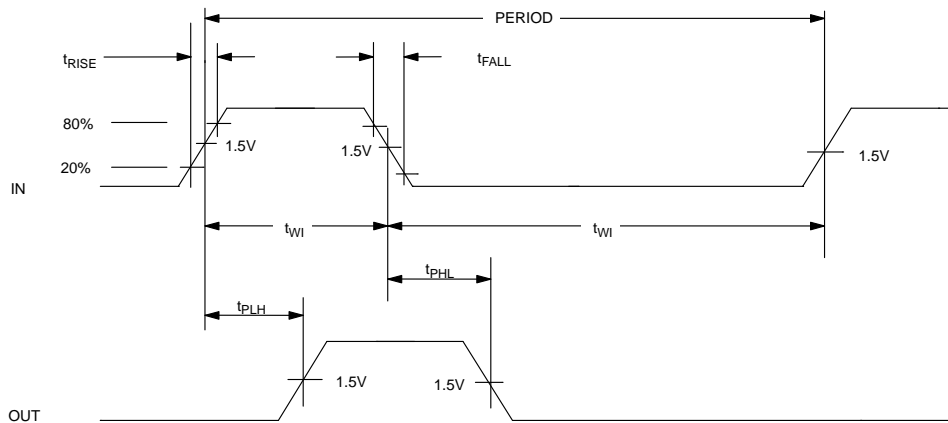 PERIOD
tRISE
tFALL
80%
1.5V
1.5V
1.5V
20%
IN
tWI
tWI
tPHL
tPLH
1.5V
1.5V
OUT